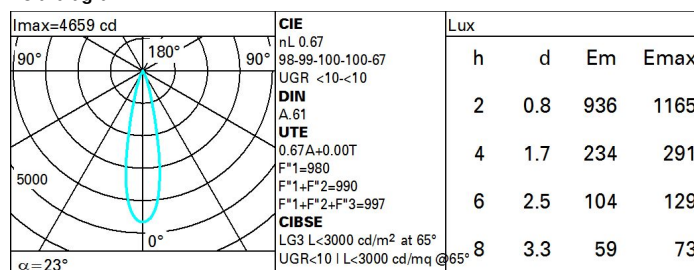 Imax=4659 cd
90°
180°
90°
5000
0°
α=23°
CIE
nL 0.67
98-99-100-100-67
UGR <10-<10
DIN
A.61
UTE
0.67A+0.00T
F"1=980
F"1+F"2=990
F"1+F"2+F"3=997
CIBSE
LG3 L<3000 cd/m² at 65°
UGR<10 | L<3000 cd/mq @65°
Lux
h d Em Emax
2 0.8 936 1165
4 1.7 234 291
6 2.5 104 129
8 3.3 59 73